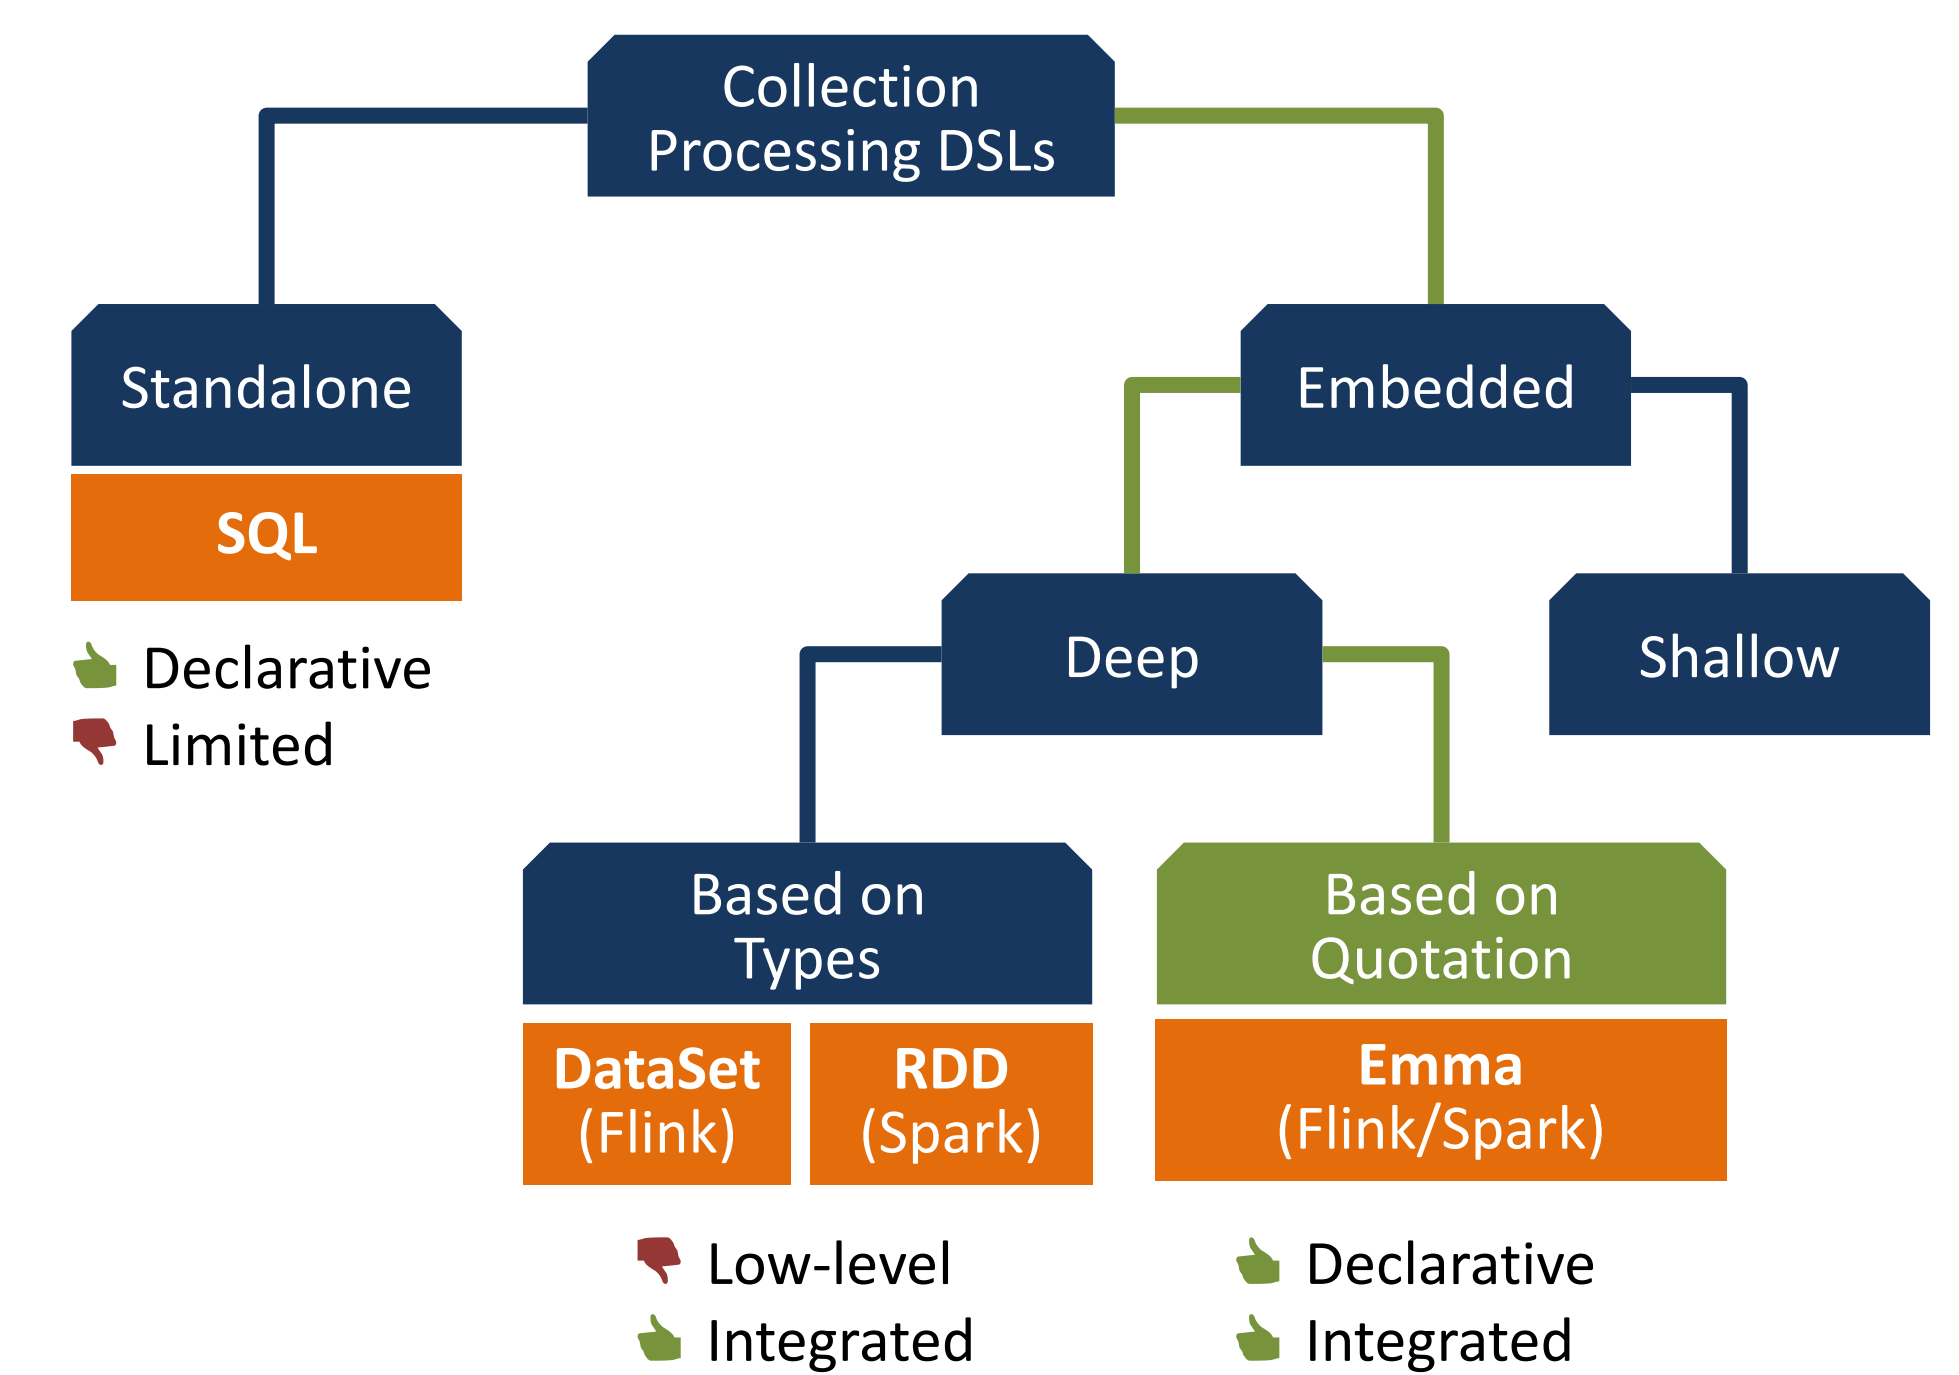 Collection
Processing DSLs
Standalone
Embedded
SQL
Declarative
Limited
Deep
Shallow
Based on
Types
Based on
Quotation
DataSet
(Flink)
RDD
(Spark)
Emma
(Flink/Spark)
Low-level
Integrated
Declarative
Integrated